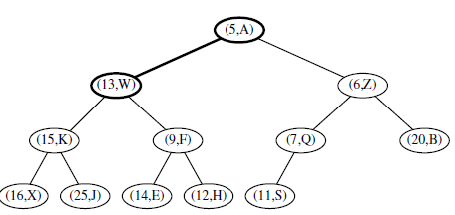 (5,A)
(13,W) (6,Z)
(15,K) (9,F) (7,Q) (20,B)
(16,X) (25,J) (14,E) (12,H) (11,S)